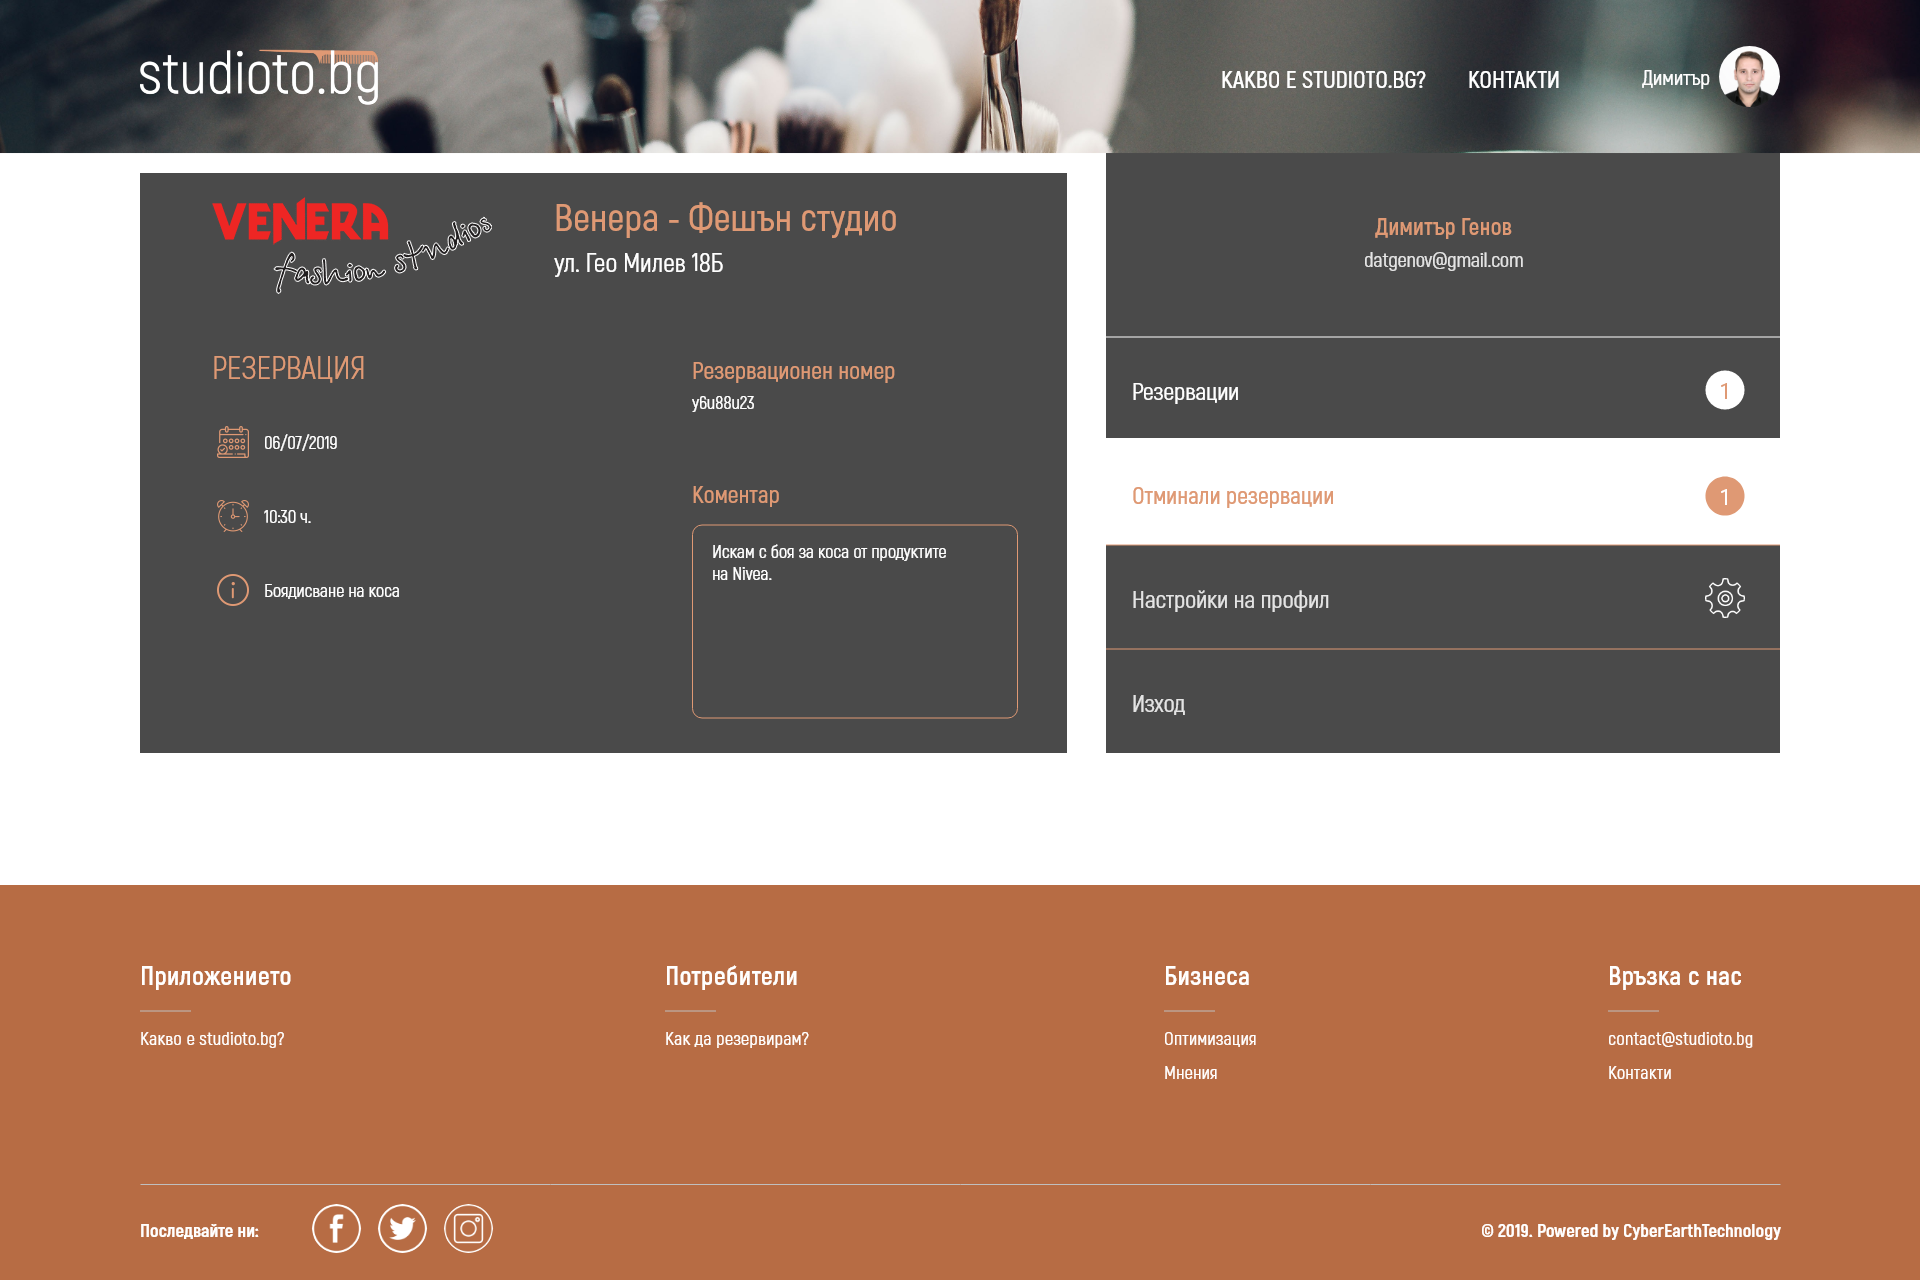 studioto.bg
КАКВО Е STUDIOTO.BG?
КОНТАКТИ
Димитър
VENERA
fashion studios
Венера - Фешън студио
ул. Гео Милев 18Б
РЕЗЕРВАЦИЯ
06/07/2019
10:30 ч.
Боядисване на коса
Резервационен номер
y6u88u23
Коментар
Искам с боя за коса от продуктите
на Nivea.
Димитър Генов
datgenov@gmail.com
Резервации
1
Отминали резервации
1
Настройки на профил
Изход
Приложението
Какво е studioto.bg?
Потребители
Как да резервирам?
Бизнеса
Оптимизация
Мнения
Връзка с нас
contact@studioto.bg
Контакти
Последвайте ни:
© 2019. Powered by CyberEarthTechnology